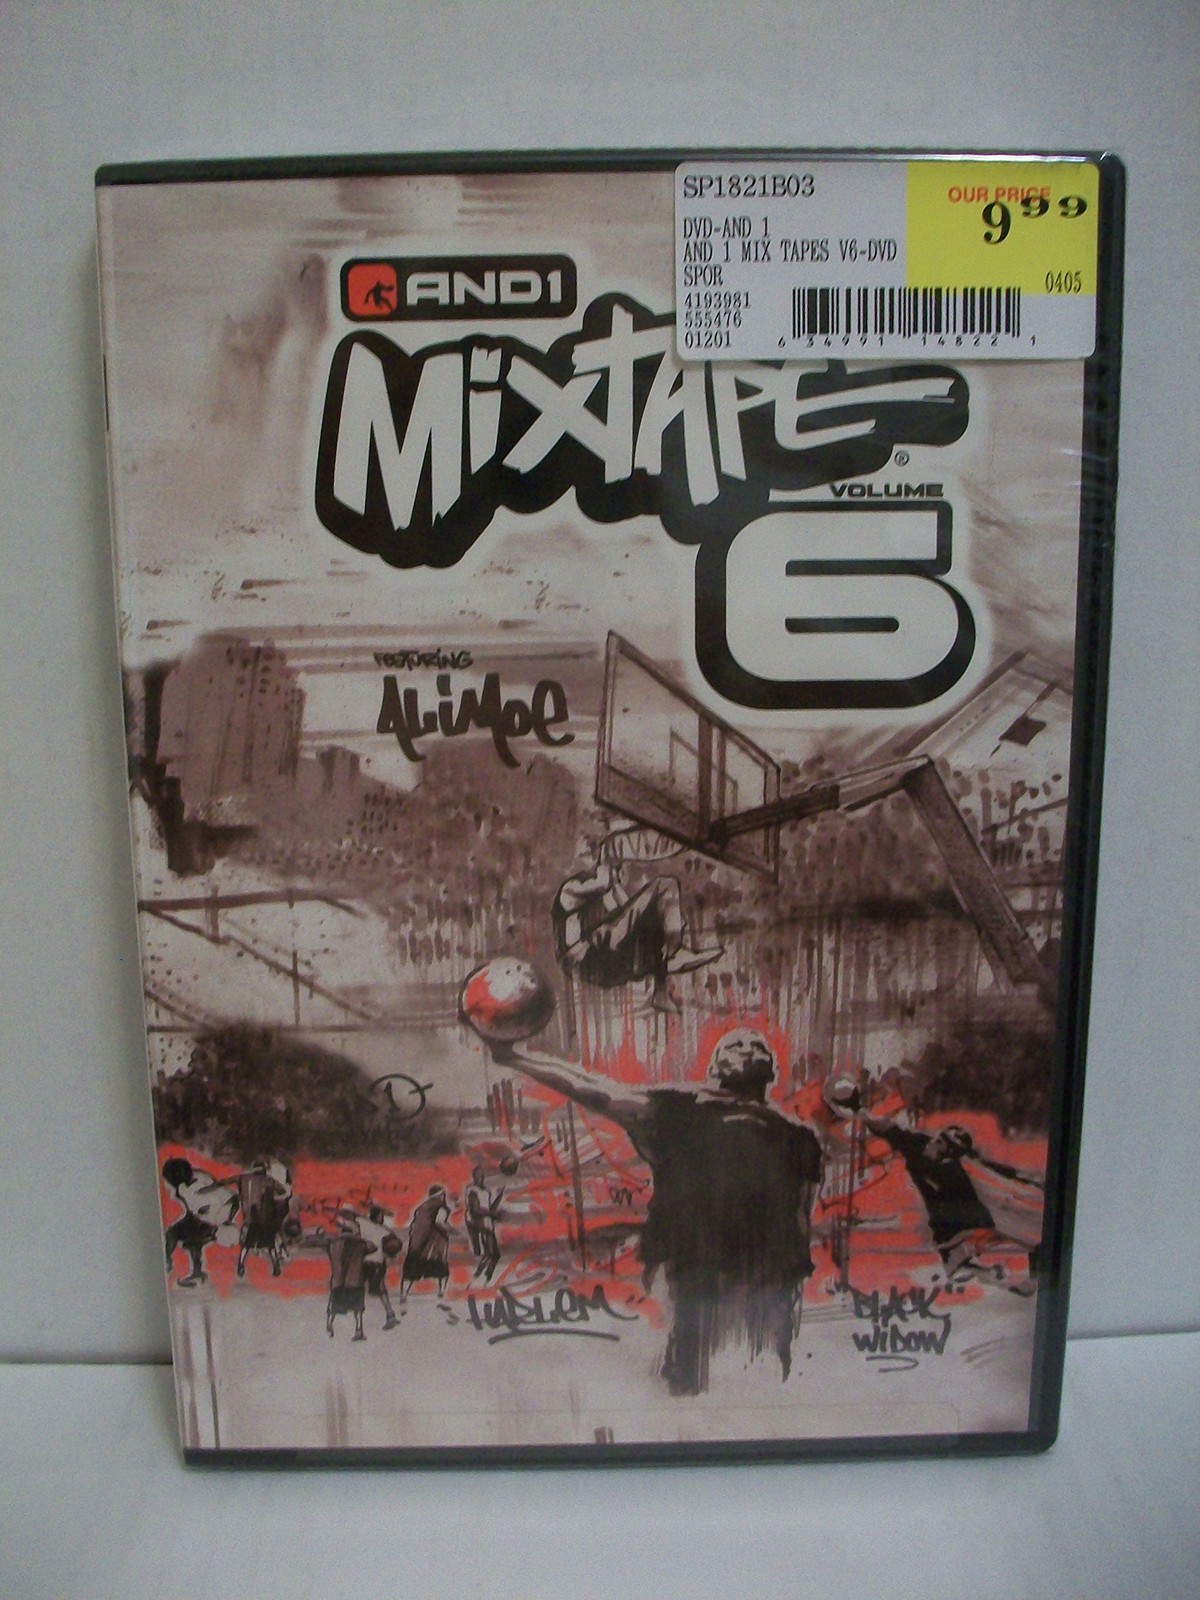 SP1821B03
OUR PRICE
9.99
DVD-AND 1
AND 1 MIX TAPES V6-DVD
SPOR
0405
4193981
555476
01201
6 34991 14822 1
AND1
MixTAPE
®
VOLUME
6
FEATURING
ALiMOe
HARLEM
"BLACK
WiDOW"